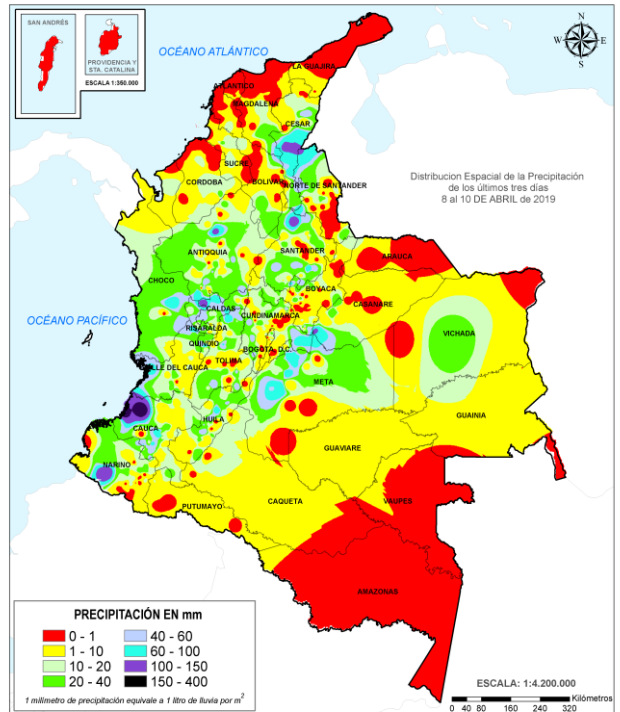 SAN ANDRÉS
PROVIDENCIA Y
STA. CATALINA
ESCALA 1:350.000
OCÉANO ATLÁNTICO
N
W
E
S
LA GUAJIRA
ATLANTICO
MAGDALENA
CESAR
SUCRE
CORDOBA
BOLIVAR
NORTE DE SANTANDER
Distribucion Espacial de la Precipitación
de los últimos tres días
8 al 10 DE ABRIL de 2019
ANTIOQUIA
SANTANDER
ARAUCA
CHOCO
BOYACA
CASANARE
OCÉANO PACÍFICO
CALDAS
CUNDINAMARCA
RISARALDA
VICHADA
QUINDIO
BOGOTA D.C.
TOLIMA
VALLE DEL CAUCA
META
GUAINIA
HUILA
CAUCA
GUAVIARE
NARIÑO
CAQUETA
VAUPES
PUTUMAYO
AMAZONAS
PRECIPITACIÓN EN mm
0 - 1
40 - 60
1 - 10
60 - 100
10 - 20
100 - 150
20 - 40
150 - 400
1 milimetro de precipitación equivale a 1 litro de lluvia por m²
ESCALA: 1:4.200.000
Kilómetros
0 40 80 160 240 320